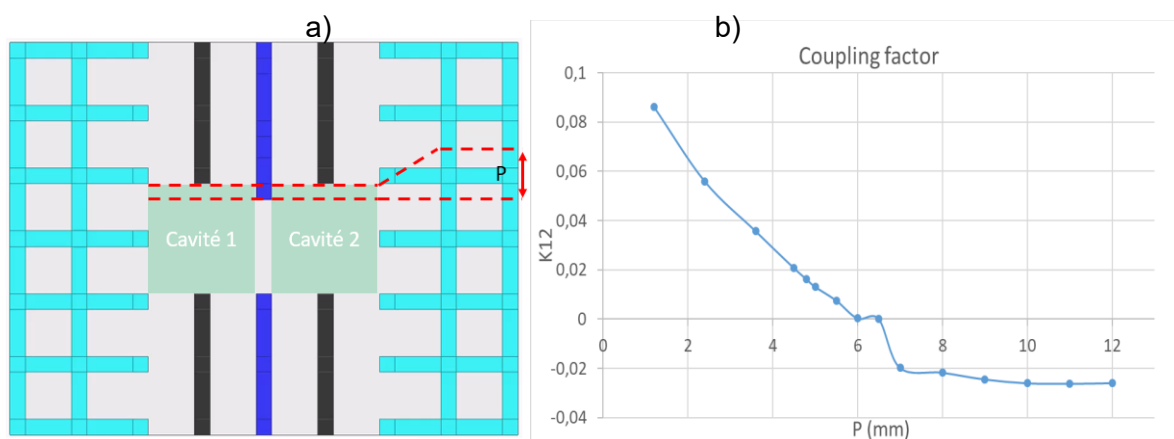 a)
P
Cavité 1
Cavité 2
b)
Coupling factor
0,1
0,08
0,06
0,04
0,02
0
-0,02
-0,04
K12
0
2
4
6
8
10
12
P (mm)